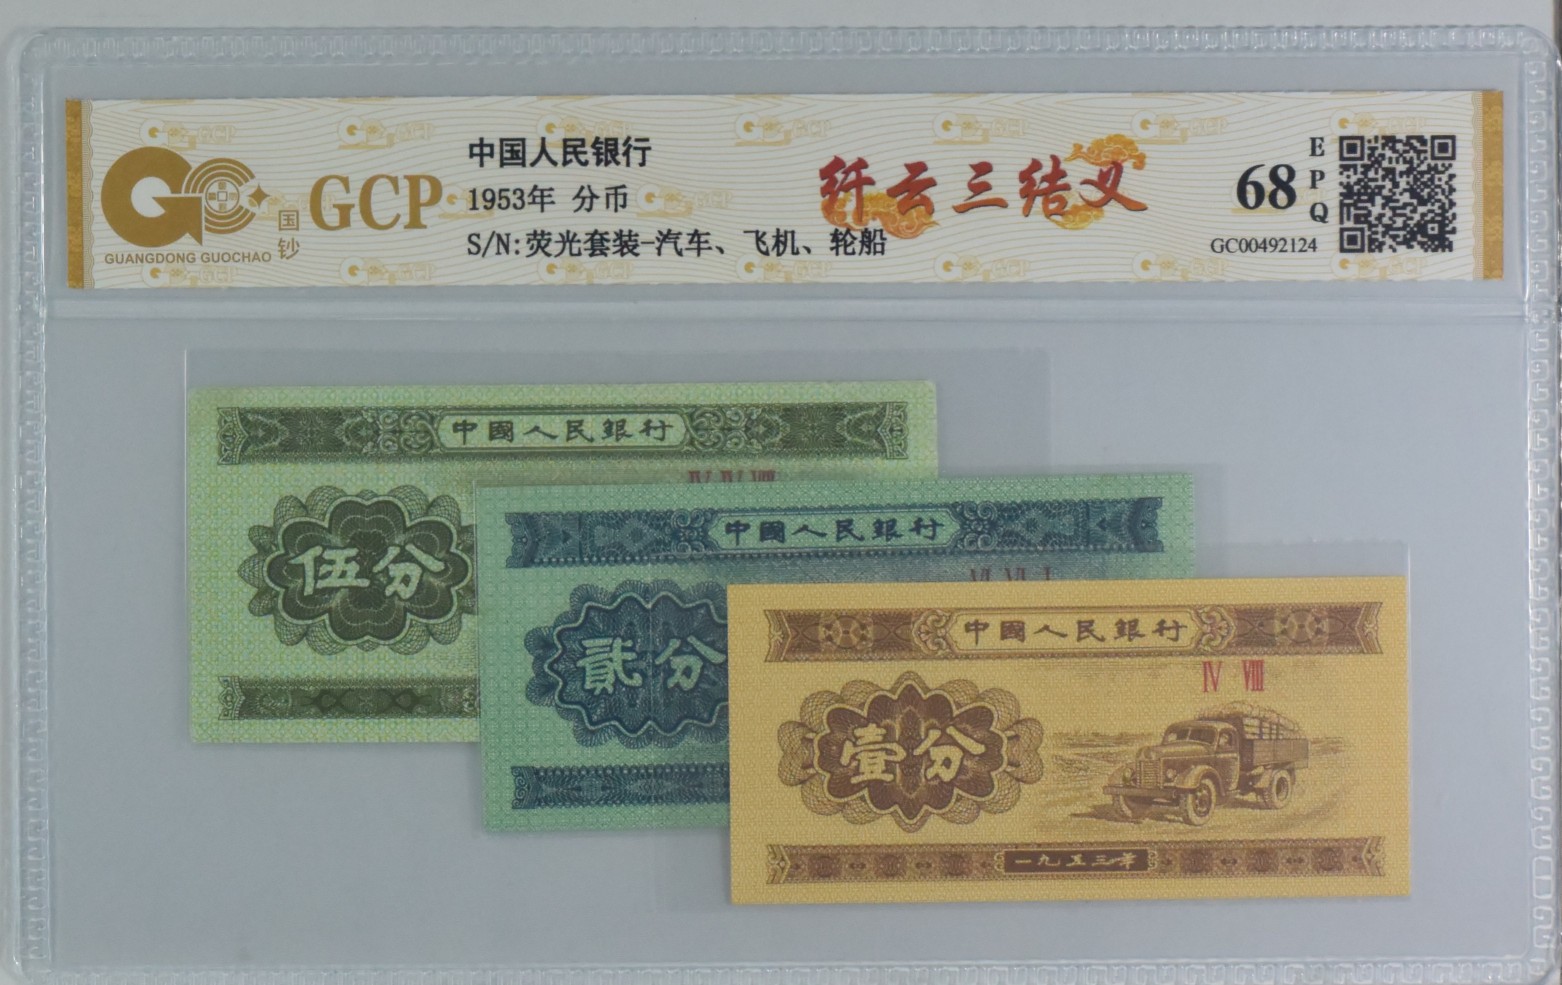 中国人民银行
1953年 分币
S/N:荧光套装-汽车、飞机、轮船
GCP
国钞
GUANGDONG GUOCHAO
纤云三结义
68
EPQ
GC00492124
中國人民銀行
伍分
中國人民銀行
貳分
中國人民銀行
IV VIII
壹分
一九五三年